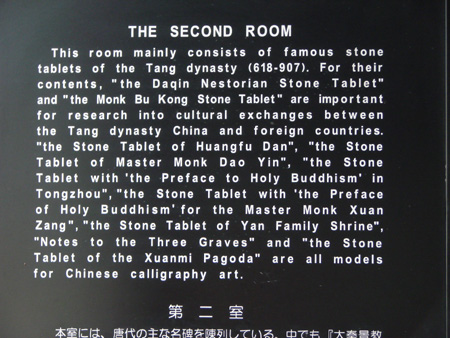 THE SECOND ROOM
This room mainly consists of famous stone
tablets of the Tang dynasty (618-907). For their
contents, "the Daqin Nestorian Stone Tablet"
and "the Monk Bu Kong Stone Tablet" are important
for research into cultural exchanges between
the Tang dynasty China and foreign countries.
"the Stone Tablet of Huangfu Dan", "the Stone
Tablet of Master Monk Dao Yin", "the Stone
Tablet with 'the Preface to Holy Buddhism' in
Tongzhou", "the Stone Tablet with 'the Preface
of Holy Buddhism' for the Master Monk Xuan
Zang", "the Stone Tablet of Yan Family Shrine",
"Notes to the Three Graves" and "the Stone
Tablet of the Xuanmi Pagoda" are all models
for Chinese calligraphy art.
第 二 室
本室には、唐代の主な名碑を陳列している。中でも『大秦景教